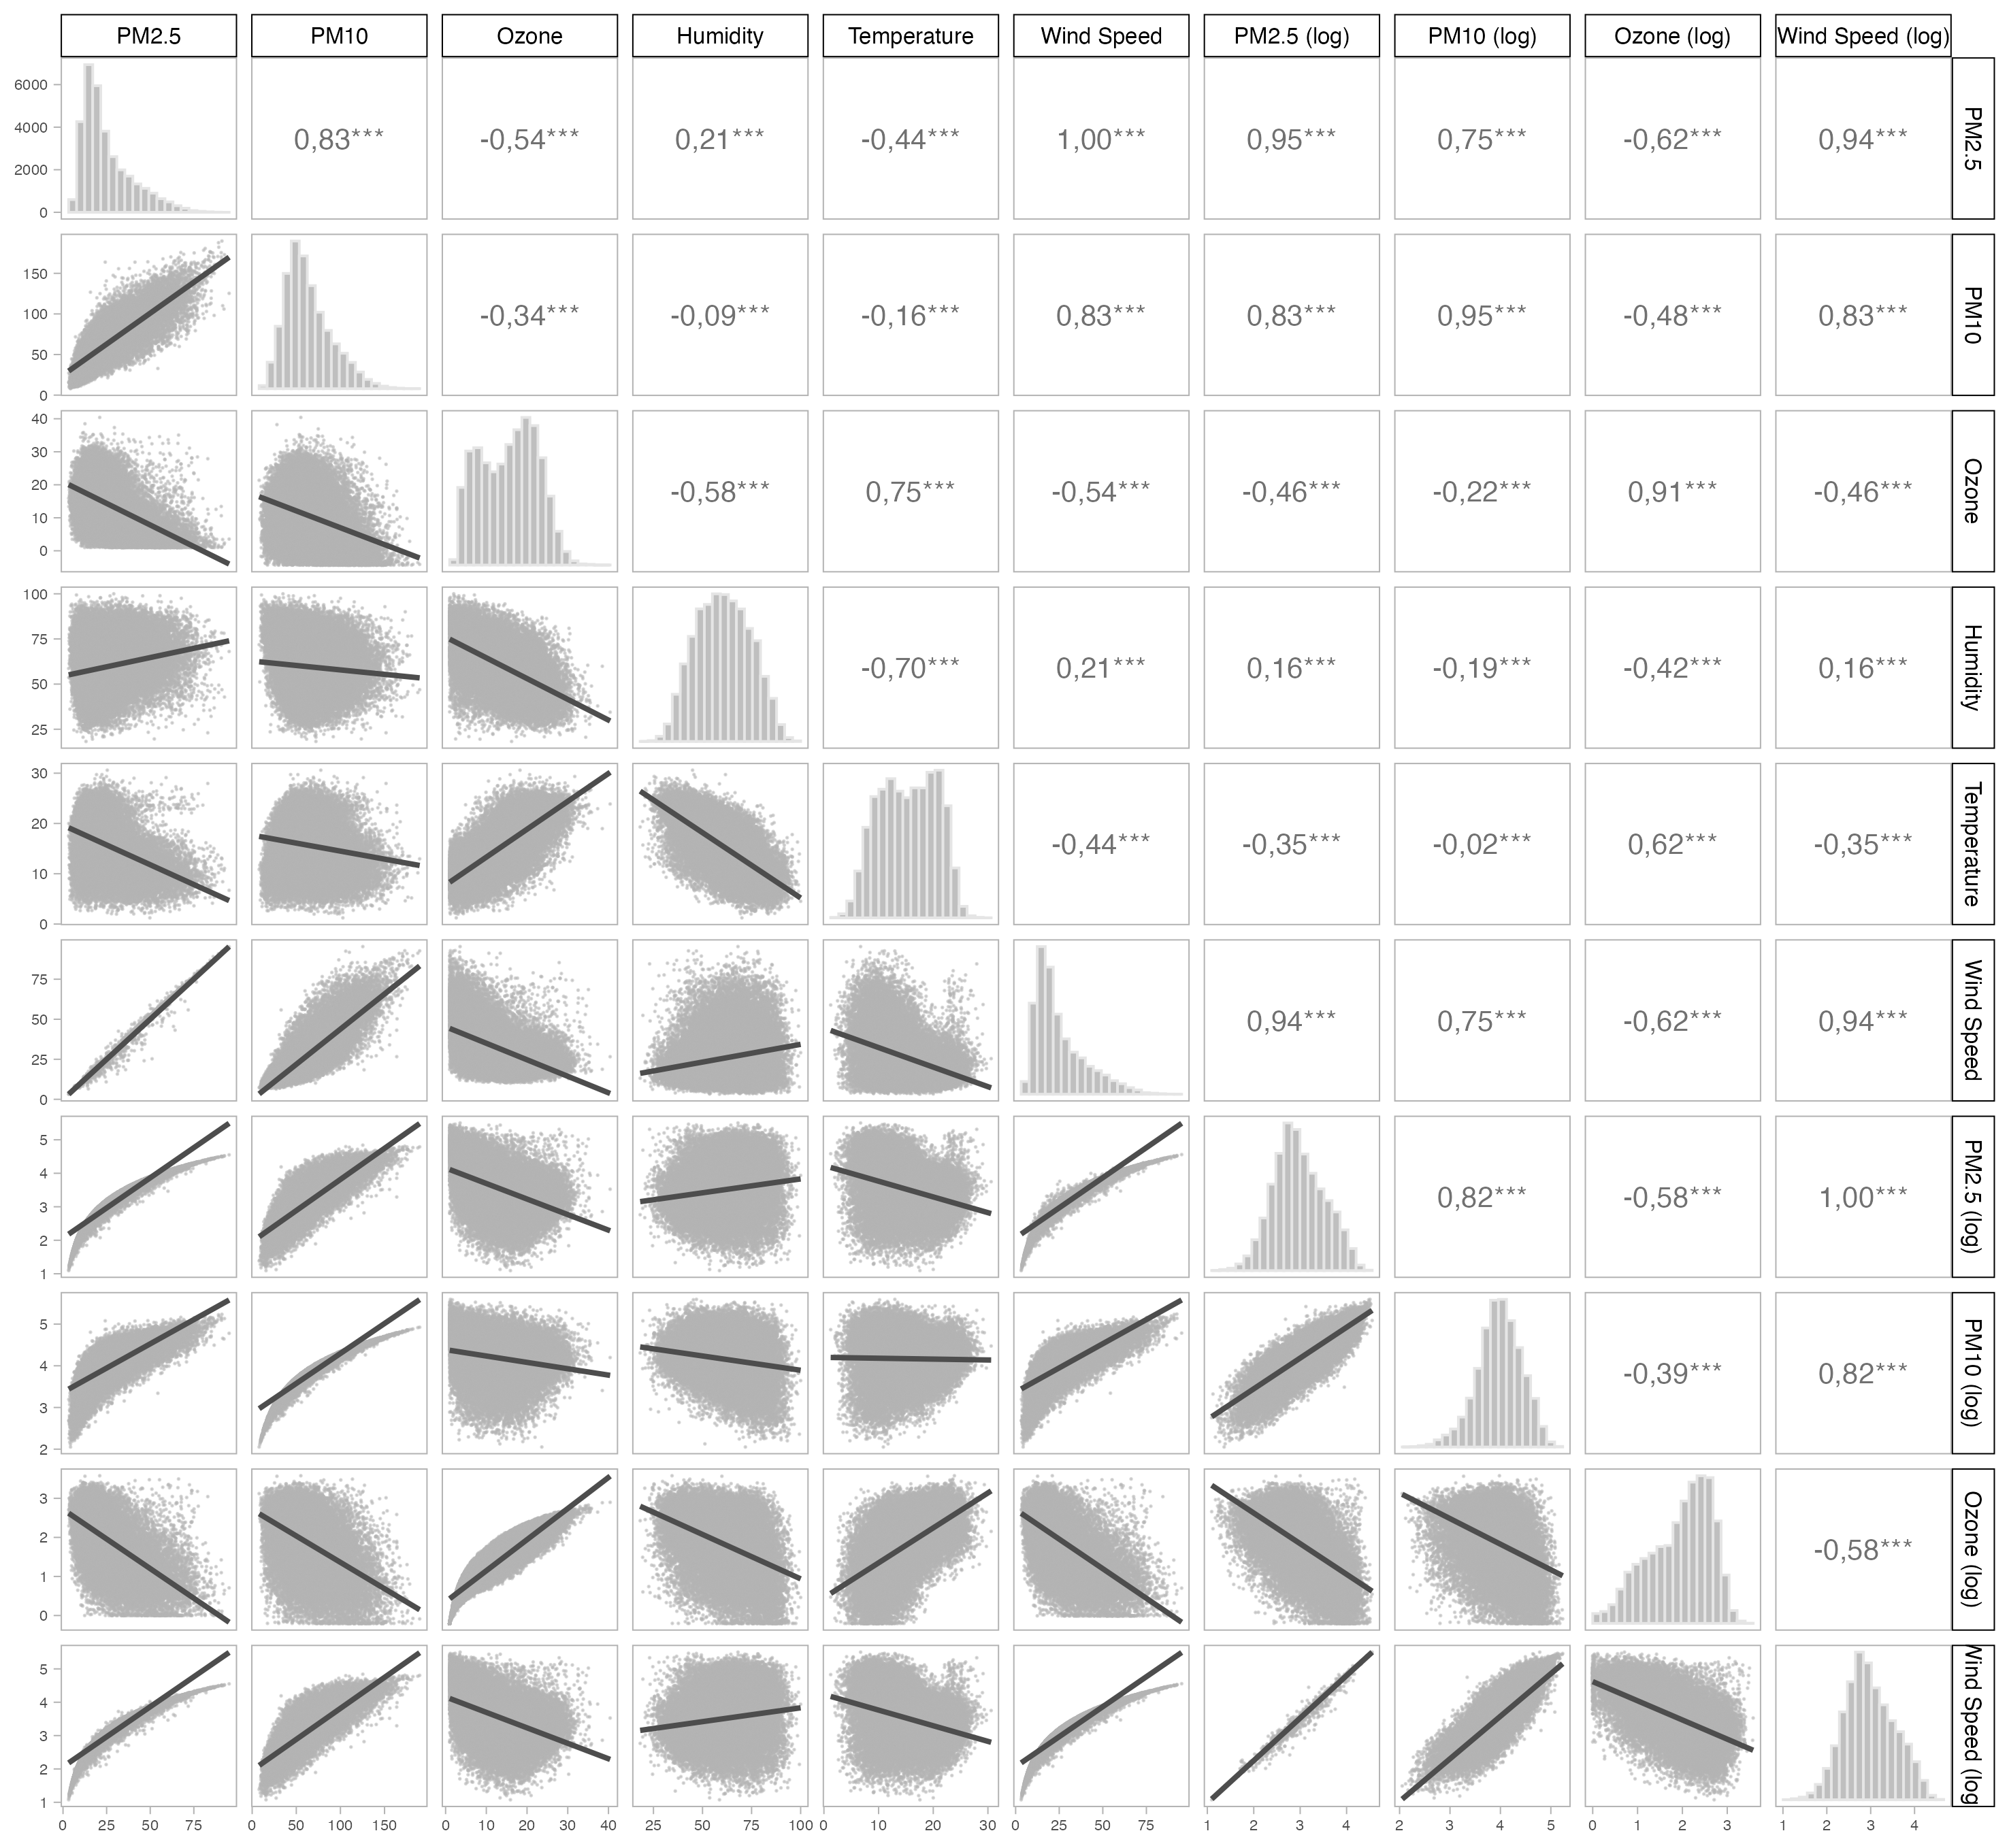 PM2.5 PM10 Ozone Humidity Temperature Wind Speed PM2.5 (log) PM10 (log) Ozone (log) Wind Speed (log)
6000
4000
2000
0
0,83*** -0,54*** 0,21*** -0,44*** 1,00*** 0,95*** 0,75*** -0,62*** 0,94***
PM2.5
150
100
50
0
-0,34*** -0,09*** -0,16*** 0,83*** 0,83*** 0,95*** -0,48*** 0,83***
PM10
40
30
20
10
0
-0,58*** 0,75*** -0,54*** -0,46*** -0,22*** 0,91*** -0,46***
Ozone
100
75
50
25
-0,70*** 0,21*** 0,16*** -0,19*** -0,42*** 0,16***
Humidity
30
20
10
0
-0,44*** -0,35*** -0,02*** 0,62*** -0,35***
Temperature
75
50
25
0
0,94*** 0,75*** -0,62*** 0,94***
Wind Speed
5
4
3
2
1
0,82*** -0,58*** 1,00***
PM2.5 (log)
5
4
3
2
-0,39*** 0,82***
PM10 (log)
3
2
1
0
-0,58***
Ozone (log)
5
4
3
2
1
Wind Speed (log
0 25 50 75 0 50 100 150 0 10 20 30 40 25 50 75 100 0 10 20 30 0 25 50 75 1 2 3 4 2 3 4 5 0 1 2 3 1 2 3 4